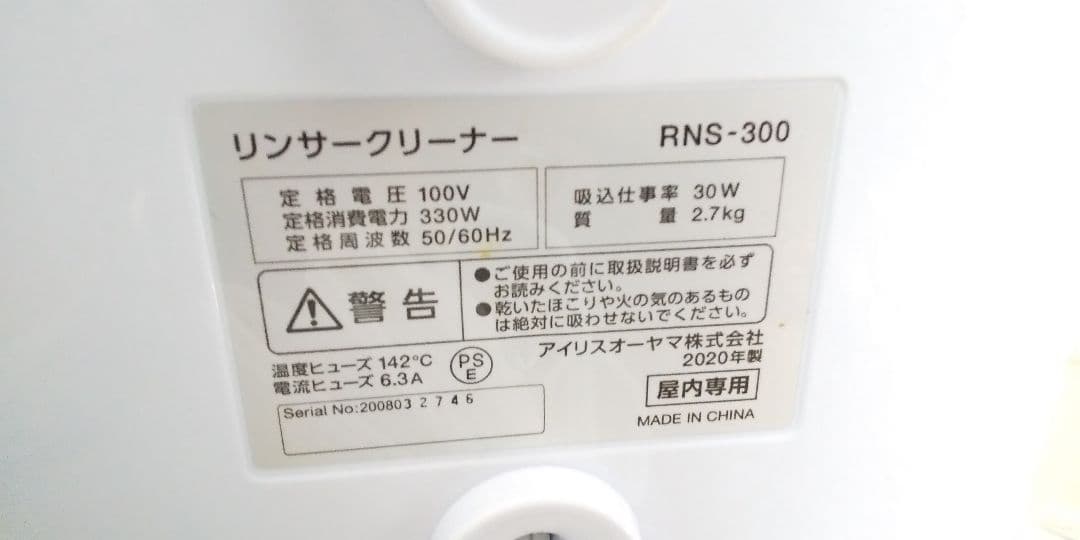 リンサークリーナー RNS-300
定格電圧 100V
定格消費電力 330W
定格周波数 50/60Hz
吸込仕事率 30W
質量 2.7kg
警告
●ご使用の前に取扱説明書を必ず
お読みください。
●乾いたほこりや火の気のあるもの
は絶対に吸わせないでください。
温度ヒューズ 142℃
電流ヒューズ 6.3A
PS
E
アイリスオーヤマ株式会社
2020年製
屋内専用
MADE IN CHINA
Serial No:200803 2746